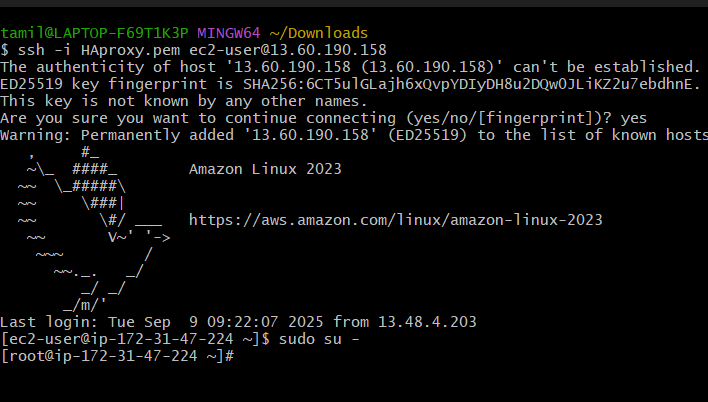 tamil@LAPTOP-F69T1K3P MINGW64 ~/Downloads
$ ssh -i HAproxy.pem ec2-user@13.60.190.158
The authenticity of host '13.60.190.158 (13.60.190.158)' can't be established.
ED25519 key fingerprint is SHA256:6CT5ulGLajh6xQvpYDIyDH8u2DQw0JLiKZ2u7ebdhnE.
This key is not known by any other names.
Are you sure you want to continue connecting (yes/no/[fingerprint])? yes
Warning: Permanently added '13.60.190.158' (ED25519) to the list of known hosts
   ,     #_
   ~\_  ####_        Amazon Linux 2023
  ~~  \_#####\
  ~~     \###|
  ~~       \#/ ___   https://aws.amazon.com/linux/amazon-linux-2023
   ~~       V~' '->
    ~~~         /
      ~~._.   _/
         _/ _/
       _/m/'
Last login: Tue Sep  9 09:22:07 2025 from 13.48.4.203
[ec2-user@ip-172-31-47-224 ~]$ sudo su -
[root@ip-172-31-47-224 ~]#